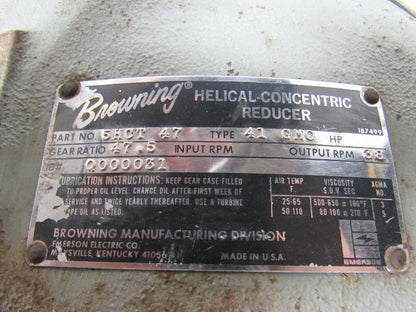 Browning® HELICAL-CONCENTRIC
REDUCER
187499
PART NO. 5HCT 47 TYPE 41 GNO HP
GEAR RATIO 47.5 INPUT RPM OUTPUT RPM 38
Q000031
LUBRICATION INSTRUCTIONS: KEEP GEAR CASE FILLED
TO PROPER OIL LEVEL. CHANGE OIL AFTER FIRST WEEK OF
SERVICE AND TWICE YEARLY THEREAFTER. USE A TURBINE
TYPE OIL AS LISTED.
AIR TEMP F. VISCOSITY S.U.V SEC AGMA NO
25-65 500-650 @ 100°F 3
50 110 80 100 @ 210 F 5
BROWNING MANUFACTURING DIVISION
EMERSON ELECTRIC CO.
MAYSVILLE, KENTUCKY 41056 MADE IN U.S.A.
EMERSON